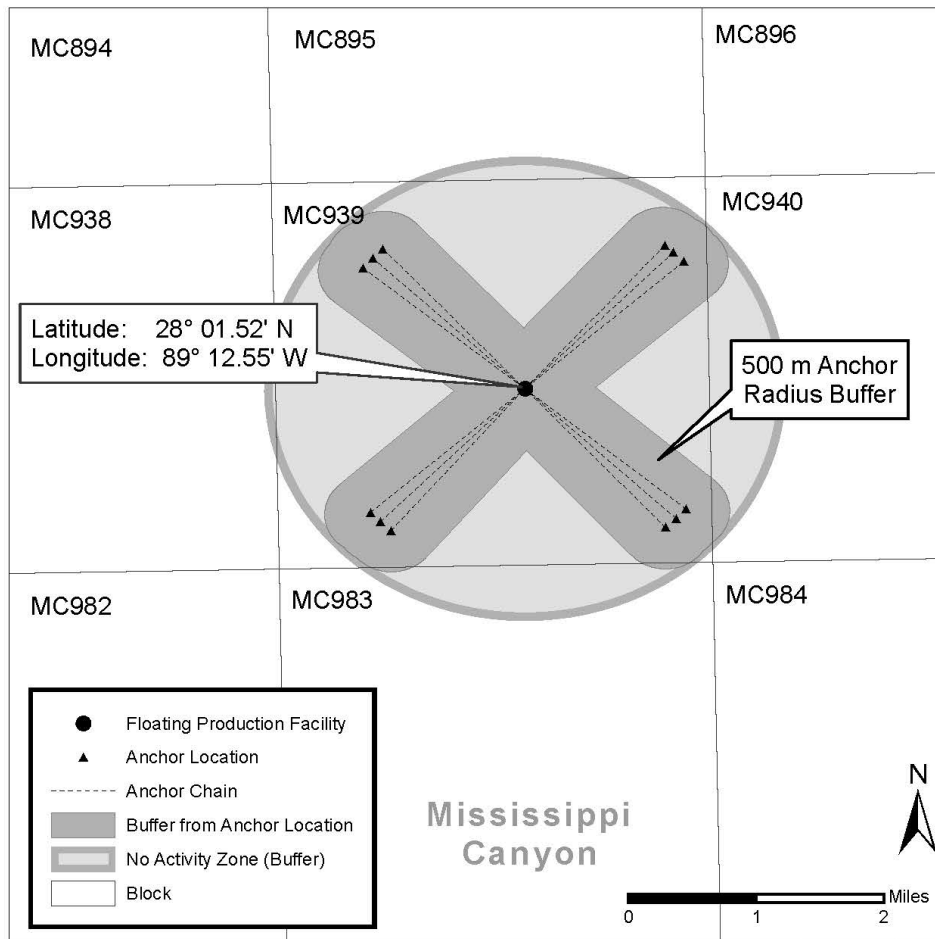 MC894
MC895
MC896
MC938
MC939
MC940
Latitude: 28° 01.52' N
Longitude: 89° 12.55' W
500 m Anchor
Radius Buffer
MC982
MC983
MC984
Floating Production Facility
Anchor Location
Anchor Chain
Buffer from Anchor Location
No Activity Zone (Buffer)
Block
Mississippi
Canyon
N
Miles
0 1 2